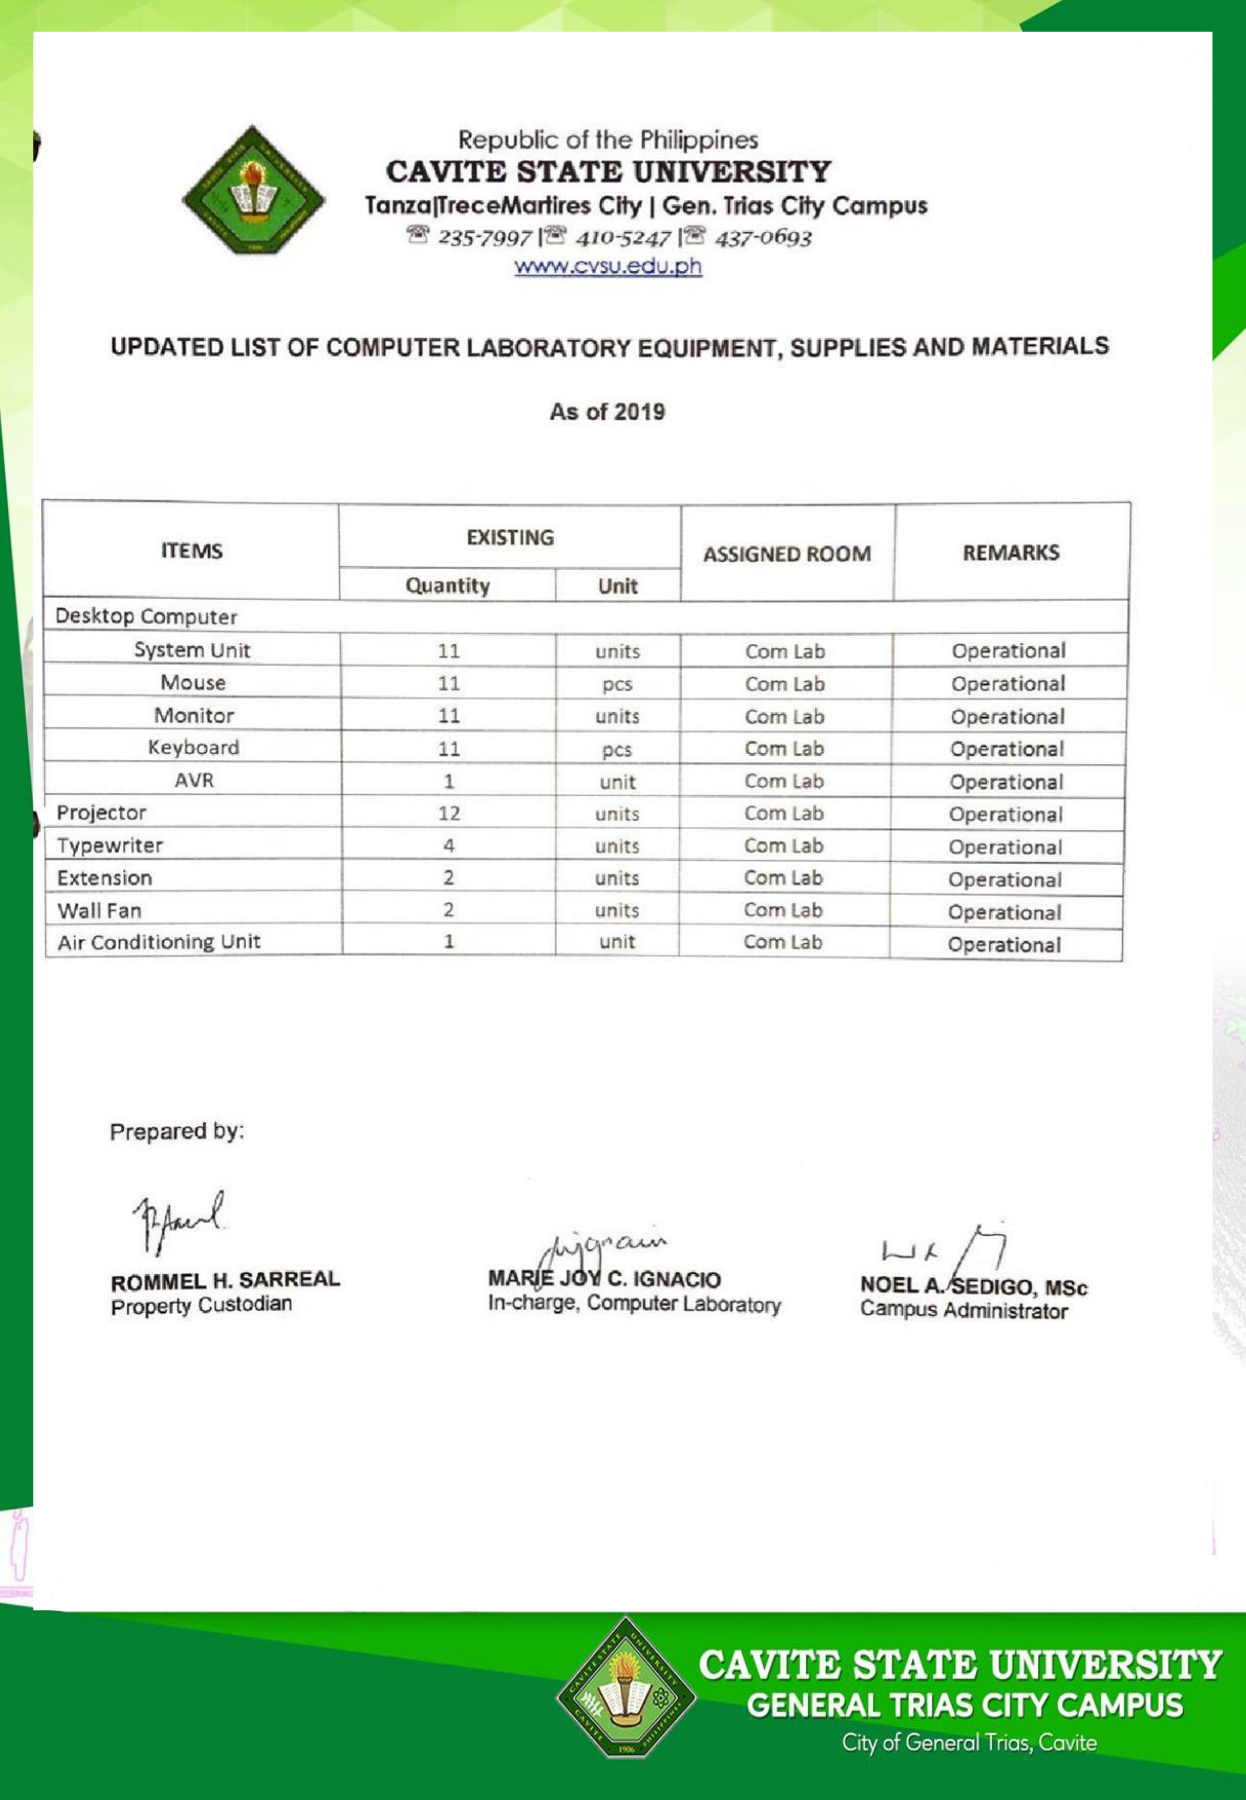 Republic of the Philippines
CAVITE STATE UNIVERSITY
Tanza|TreceMartires City | Gen. Trias City Campus
☏ 235-7997 |☏ 410-5247 |☏ 437-0693
www.cvsu.edu.ph
UPDATED LIST OF COMPUTER LABORATORY EQUIPMENT, SUPPLIES AND MATERIALS
As of 2019
ITEMS EXISTING ASSIGNED ROOM REMARKS
Quantity Unit
Desktop Computer
System Unit 11 units Com Lab Operational
Mouse 11 pcs Com Lab Operational
Monitor 11 units Com Lab Operational
Keyboard 11 pcs Com Lab Operational
AVR 1 unit Com Lab Operational
Projector 12 units Com Lab Operational
Typewriter 4 units Com Lab Operational
Extension 2 units Com Lab Operational
Wall Fan 2 units Com Lab Operational
Air Conditioning Unit 1 unit Com Lab Operational
Prepared by:
ROMMEL H. SARREAL MARIE JOY C. IGNACIO NOEL A. SEDIGO, MSc
Property Custodian In-charge, Computer Laboratory Campus Administrator
CAVITE STATE UNIVERSITY
CAVITE PHILIPPINES
1906
CAVITE STATE UNIVERSITY
GENERAL TRIAS CITY CAMPUS
City of General Trias, Cavite